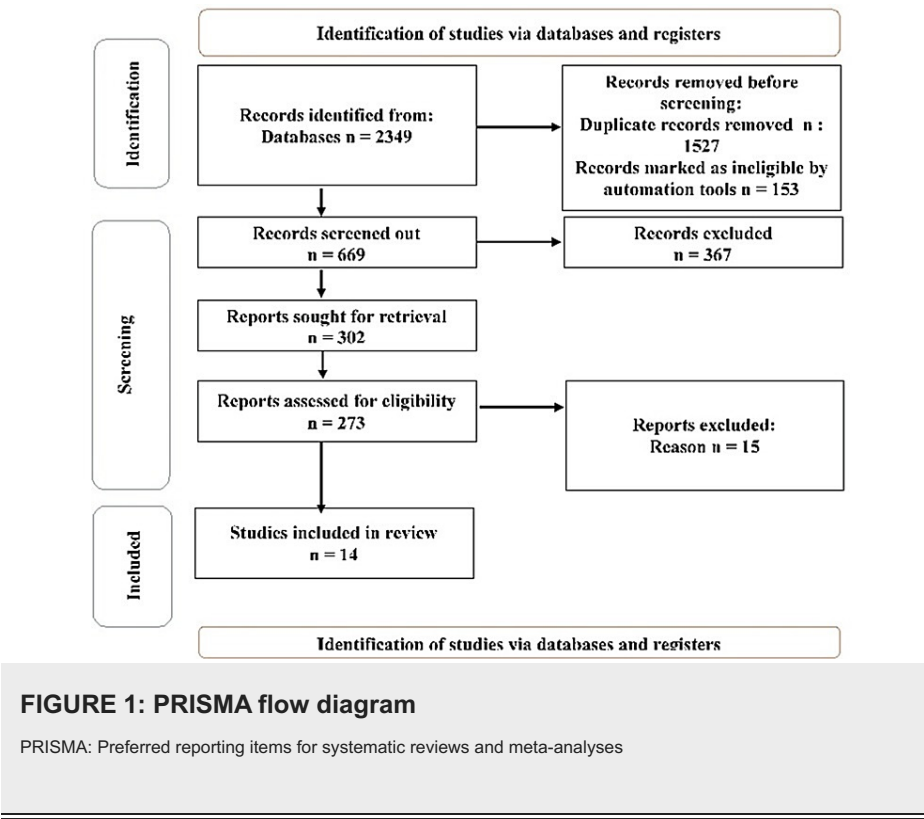 Identification of studies via databases and registers
Identification
Records identified from:
Databases n = 2349
Records removed before
screening:
Duplicate records removed n :
1527
Records marked as ineligible by
automation tools n = 153
Screening
Records screened out
n = 669
Records excluded
n = 367
Reports sought for retrieval
n = 302
Reports assessed for eligibility
n = 273
Reports excluded:
Reason n = 15
Included
Studies included in review
n = 14
Identification of studies via databases and registers
FIGURE 1: PRISMA flow diagram
PRISMA: Preferred reporting items for systematic reviews and meta-analyses